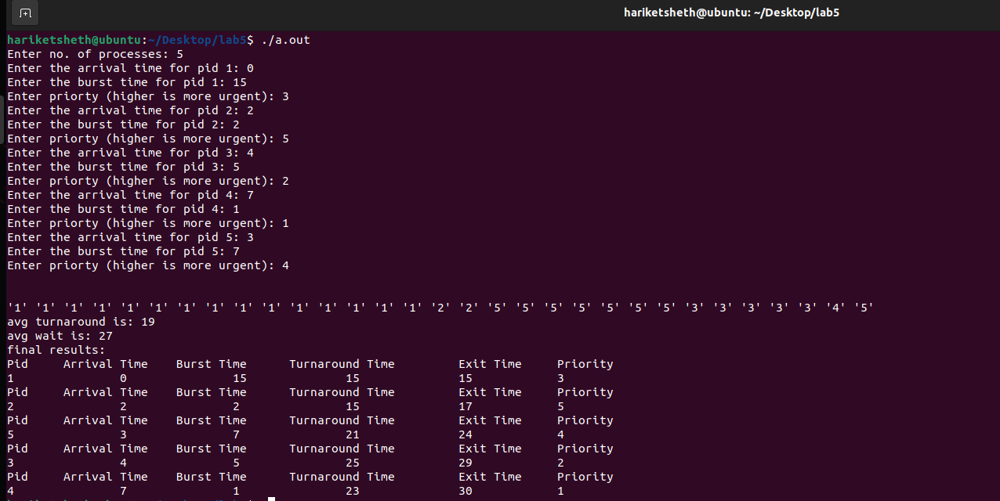 hariketsheth@ubuntu: ~/Desktop/lab5
hariketsheth@ubuntu:~/Desktop/lab5$ ./a.out
Enter no. of processes: 5
Enter the arrival time for pid 1: 0
Enter the burst time for pid 1: 15
Enter priorty (higher is more urgent): 3
Enter the arrival time for pid 2: 2
Enter the burst time for pid 2: 2
Enter priorty (higher is more urgent): 5
Enter the arrival time for pid 3: 4
Enter the burst time for pid 3: 5
Enter priorty (higher is more urgent): 2
Enter the arrival time for pid 4: 7
Enter the burst time for pid 4: 1
Enter priorty (higher is more urgent): 1
Enter the arrival time for pid 5: 3
Enter the burst time for pid 5: 7
Enter priorty (higher is more urgent): 4
'1' '1' '1' '1' '1' '1' '1' '1' '1' '1' '1' '1' '1' '1' '1' '2' '2' '5' '5' '5' '5' '5' '5' '5' '3' '3' '3' '3' '3' '4' '5'
avg turnaround is: 19
avg wait is: 27
final results:
Pid Arrival Time Burst Time Turnaround Time Exit Time Priority
1 0 15 15 15 3
Pid Arrival Time Burst Time Turnaround Time Exit Time Priority
2 2 2 15 17 5
Pid Arrival Time Burst Time Turnaround Time Exit Time Priority
5 3 7 21 24 4
Pid Arrival Time Burst Time Turnaround Time Exit Time Priority
3 4 5 25 29 2
Pid Arrival Time Burst Time Turnaround Time Exit Time Priority
4 7 1 23 30 1